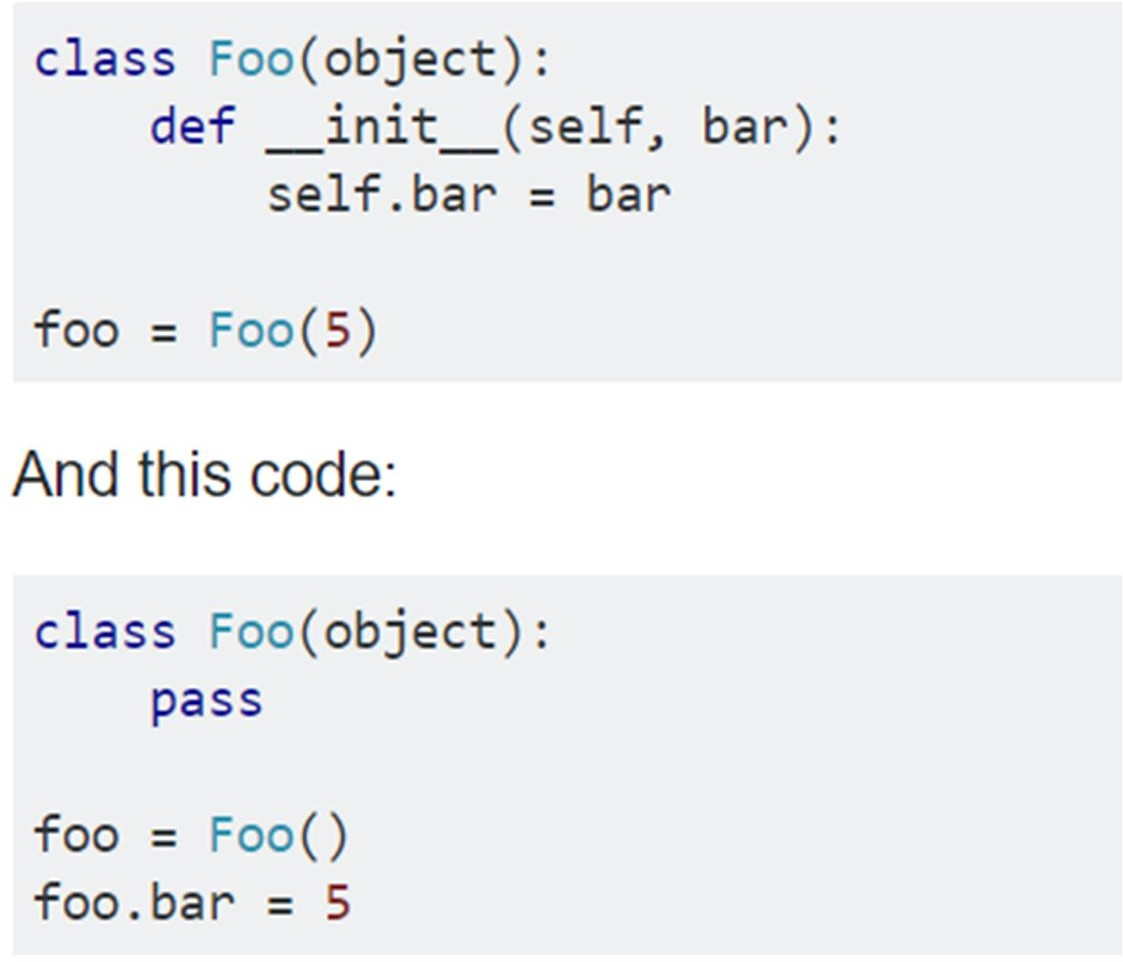 class Foo(object):
    def __init__(self, bar):
        self.bar = bar
foo = Foo(5)
And this code:
class Foo(object):
    pass
foo = Foo()
foo.bar = 5